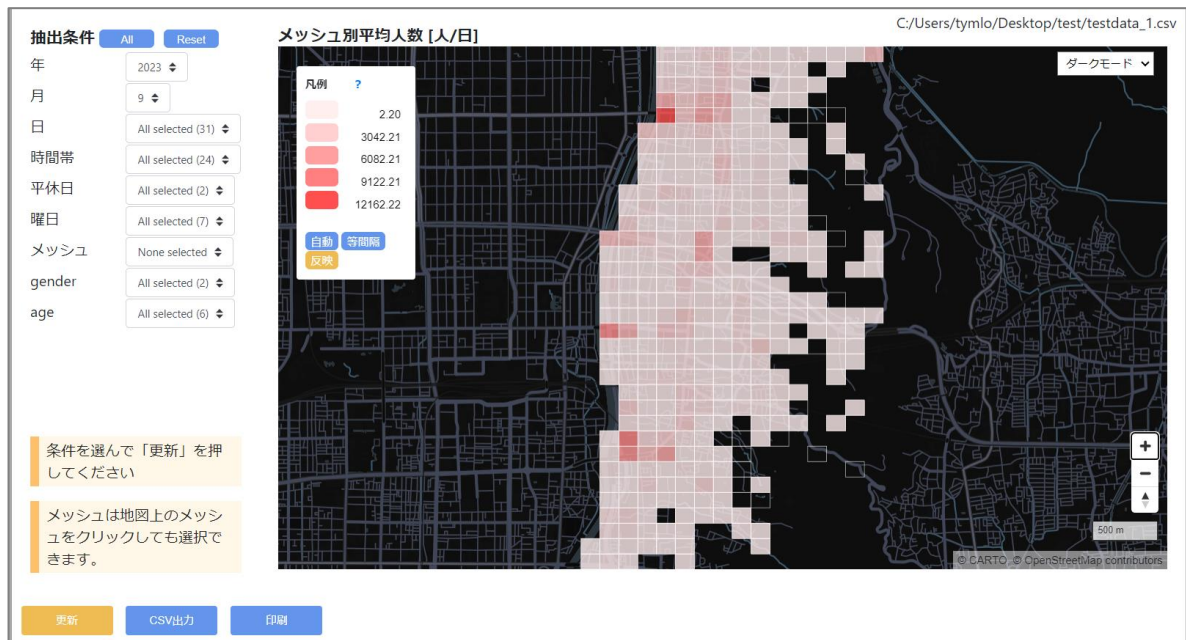 C:/Users/tymlo/Desktop/test/testdata_1.csv
抽出条件 All Reset
年 2023
月 9
日 All selected (31)
時間帯 All selected (24)
平休日 All selected (2)
曜日 All selected (7)
メッシュ None selected
gender All selected (2)
age All selected (6)
条件を選んで「更新」を押
してください
メッシュは地図上のメッシ
ュをクリックしても選択で
きます。
更新 CSV出力 印刷
メッシュ別平均人数 [人/日]
凡例 ?
2.20
3042.21
6082.21
9122.21
12162.22
自動 等間隔
反映
ダークモード
+
−
500 m
© CARTO, © OpenStreetMap contributors